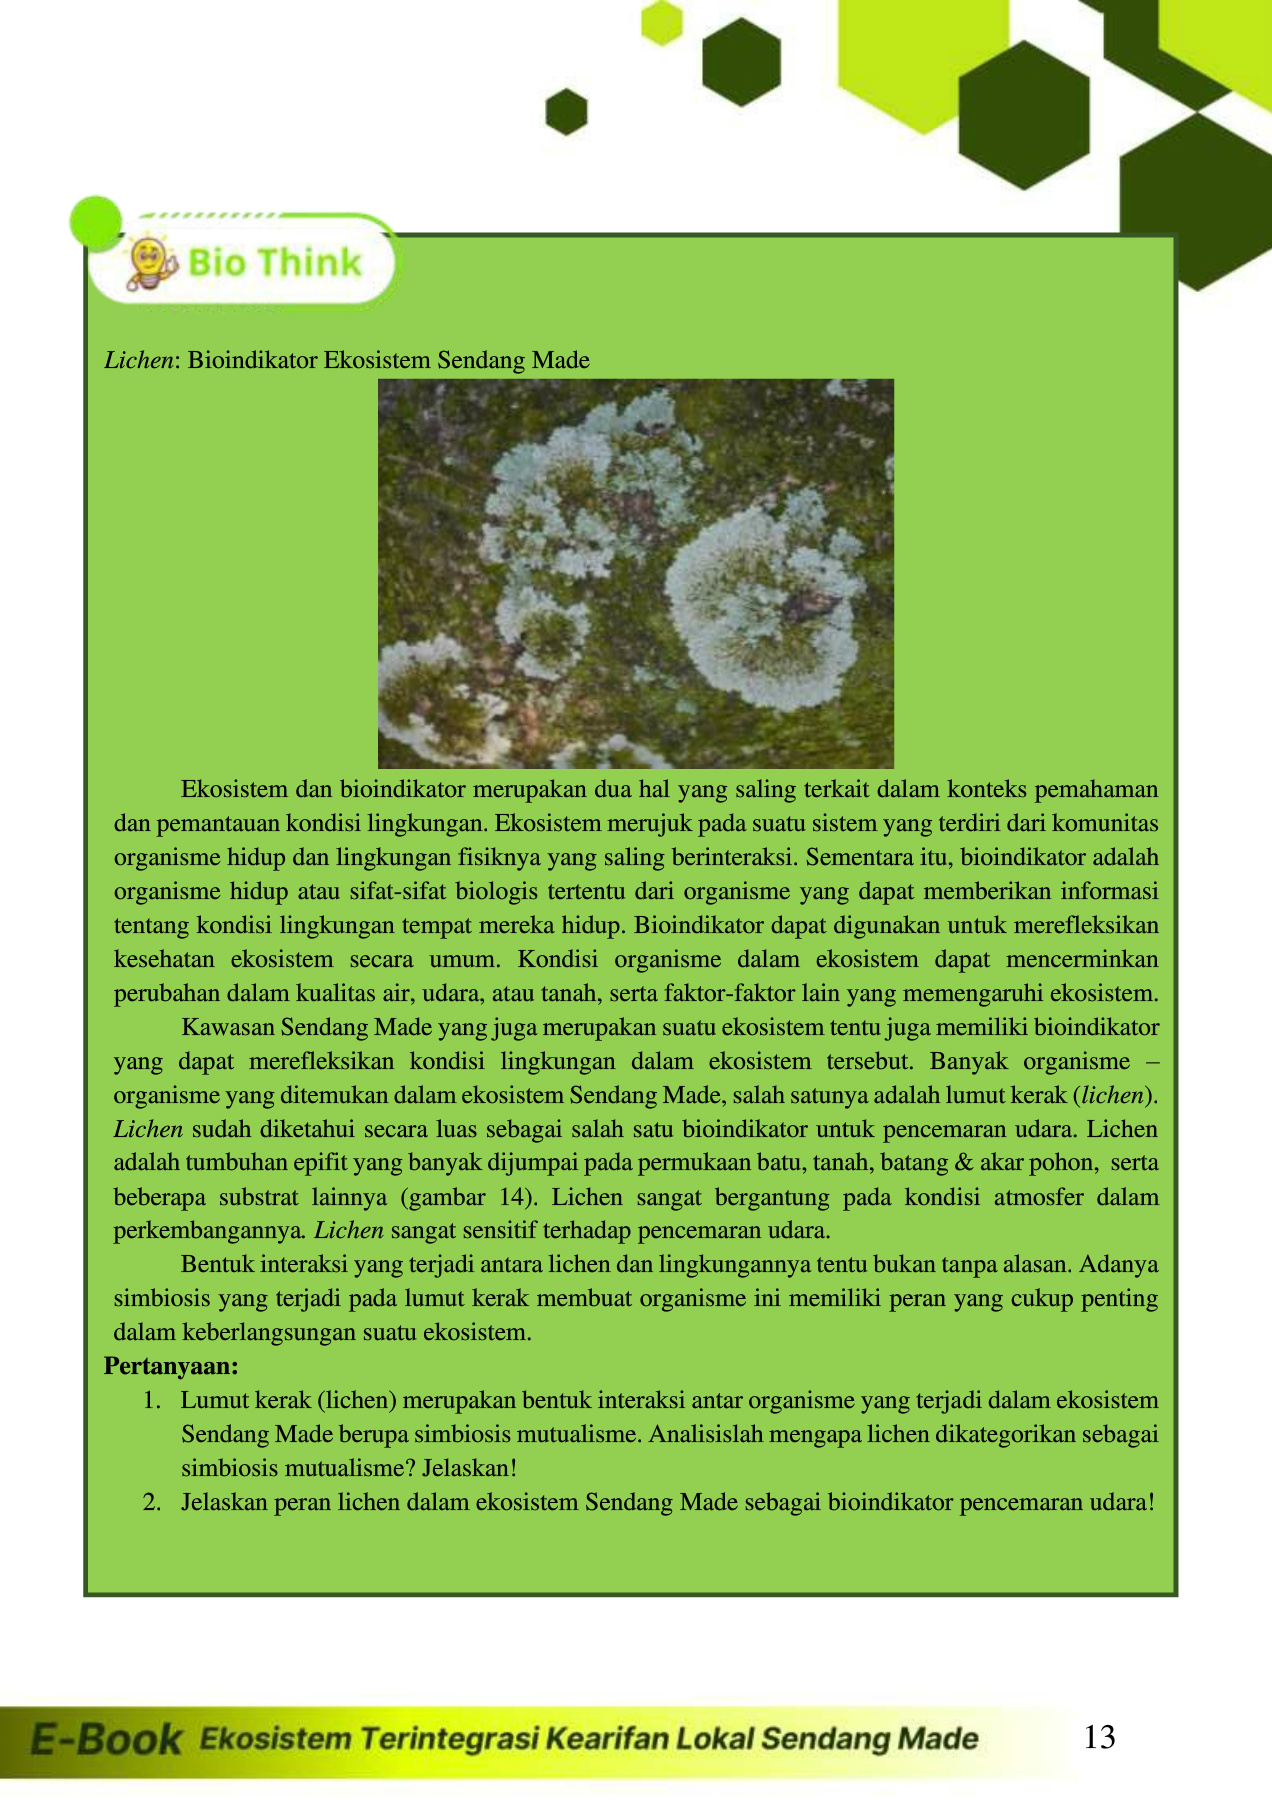 Bio Think
Lichen: Bioindikator Ekosistem Sendang Made
Ekosistem dan bioindikator merupakan dua hal yang saling terkait dalam konteks pemahaman
dan pemantauan kondisi lingkungan. Ekosistem merujuk pada suatu sistem yang terdiri dari komunitas
organisme hidup dan lingkungan fisiknya yang saling berinteraksi. Sementara itu, bioindikator adalah
organisme hidup atau sifat-sifat biologis tertentu dari organisme yang dapat memberikan informasi
tentang kondisi lingkungan tempat mereka hidup. Bioindikator dapat digunakan untuk merefleksikan
kesehatan ekosistem secara umum. Kondisi organisme dalam ekosistem dapat mencerminkan
perubahan dalam kualitas air, udara, atau tanah, serta faktor-faktor lain yang memengaruhi ekosistem.
Kawasan Sendang Made yang juga merupakan suatu ekosistem tentu juga memiliki bioindikator
yang dapat merefleksikan kondisi lingkungan dalam ekosistem tersebut. Banyak organisme –
organisme yang ditemukan dalam ekosistem Sendang Made, salah satunya adalah lumut kerak (lichen).
Lichen sudah diketahui secara luas sebagai salah satu bioindikator untuk pencemaran udara. Lichen
adalah tumbuhan epifit yang banyak dijumpai pada permukaan batu, tanah, batang & akar pohon, serta
beberapa substrat lainnya (gambar 14). Lichen sangat bergantung pada kondisi atmosfer dalam
perkembangannya. Lichen sangat sensitif terhadap pencemaran udara.
Bentuk interaksi yang terjadi antara lichen dan lingkungannya tentu bukan tanpa alasan. Adanya
simbiosis yang terjadi pada lumut kerak membuat organisme ini memiliki peran yang cukup penting
dalam keberlangsungan suatu ekosistem.
Pertanyaan:
1. Lumut kerak (lichen) merupakan bentuk interaksi antar organisme yang terjadi dalam ekosistem
Sendang Made berupa simbiosis mutualisme. Analisislah mengapa lichen dikategorikan sebagai
simbiosis mutualisme? Jelaskan!
2. Jelaskan peran lichen dalam ekosistem Sendang Made sebagai bioindikator pencemaran udara!
E-Book Ekosistem Terintegrasi Kearifan Lokal Sendang Made
13